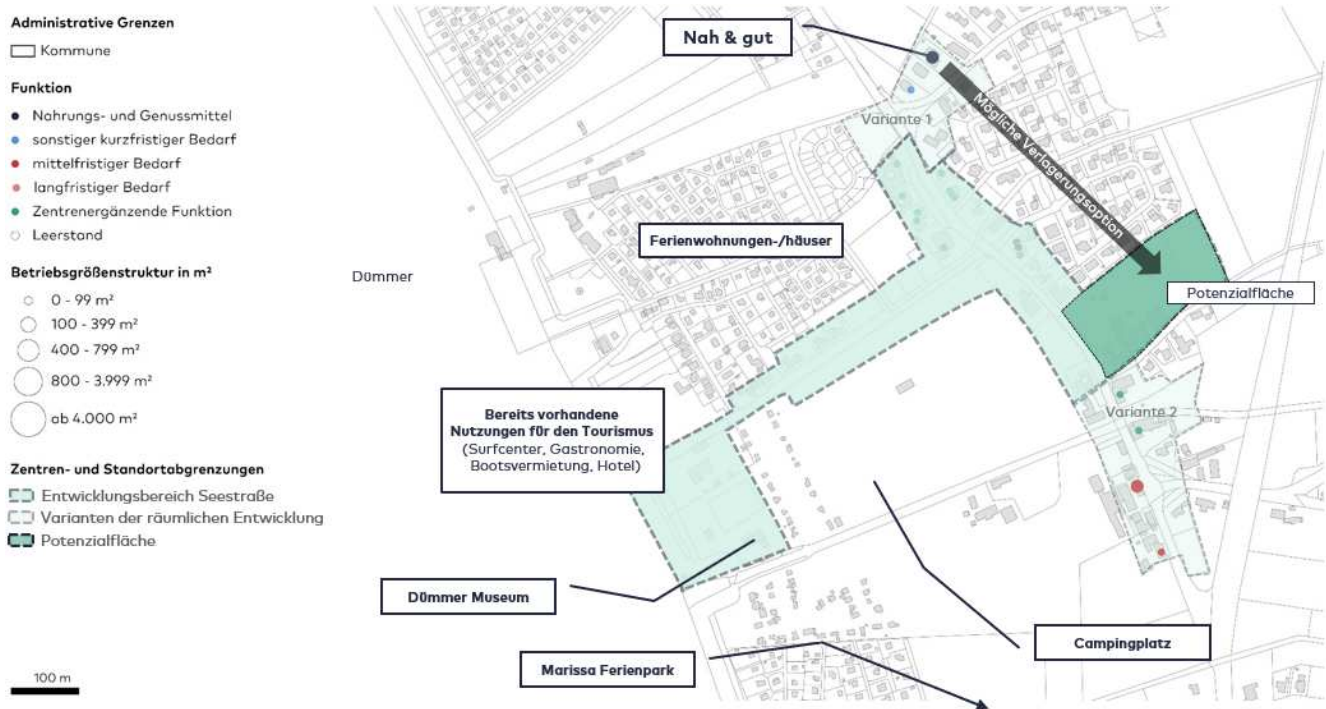 Administrative Grenzen
Kommune
Funktion
Nahrungs- und Genussmittel
sonstiger kurzfristiger Bedarf
mittelfristiger Bedarf
langfristiger Bedarf
Zentrenergänzende Funktion
Leerstand
Betriebsgrößenstruktur in m²
0 - 99 m²
100 - 399 m²
400 - 799 m²
800 - 3.999 m²
ab 4.000 m²
Zentren- und Standortabgrenzungen
Entwicklungsbereich Seestraße
Varianten der räumlichen Entwicklung
Potenzialfläche
100 m
Nah & gut
Variante 1
Mögliche Verlagerungsoption
Ferienwohnungen-/häuser
Dümmer
Potenzialfläche
Bereits vorhandene
Nutzungen für den Tourismus
(Surfcenter, Gastronomie,
Bootsvermietung, Hotel)
Variante 2
Dümmer Museum
Campingplatz
Marissa Ferienpark